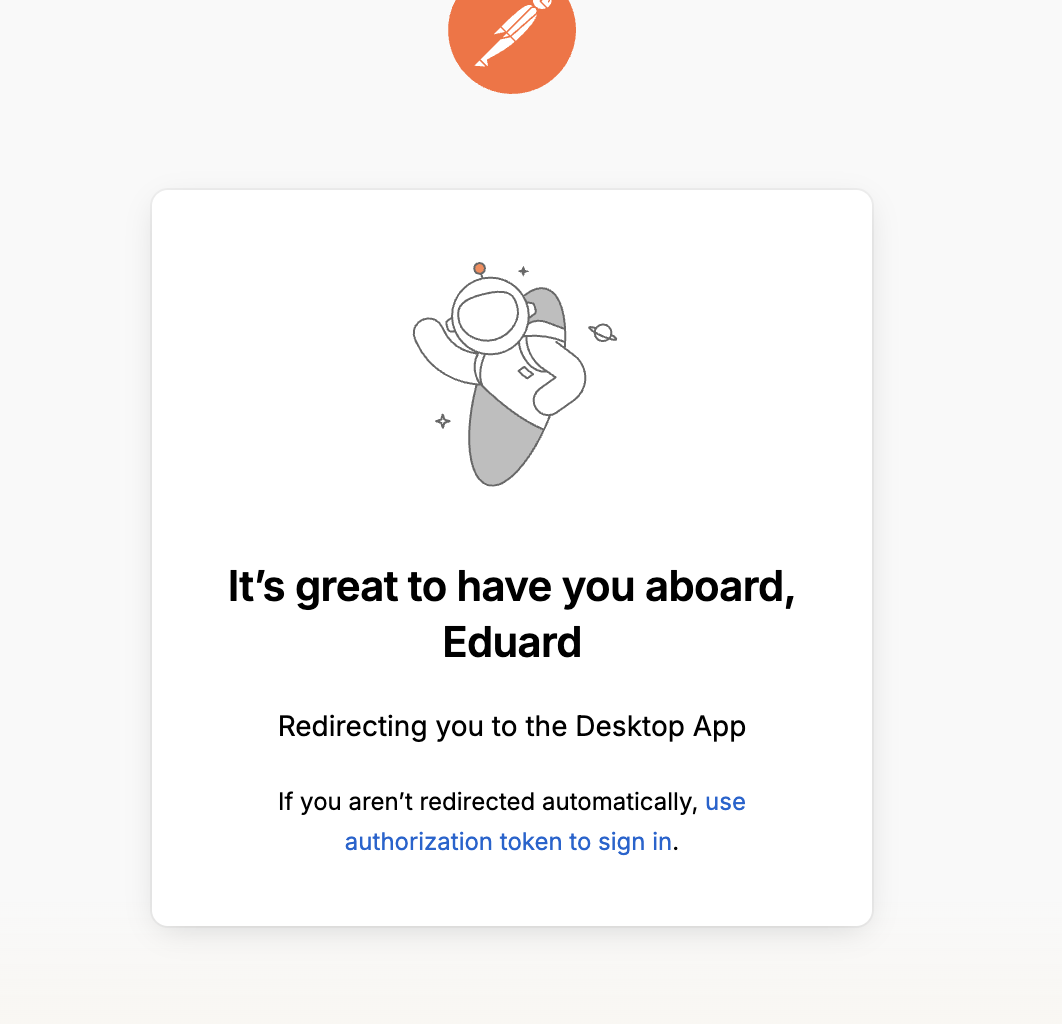 It’s great to have you aboard,
Eduard
Redirecting you to the Desktop App
If you aren’t redirected automatically, use
authorization token to sign in.